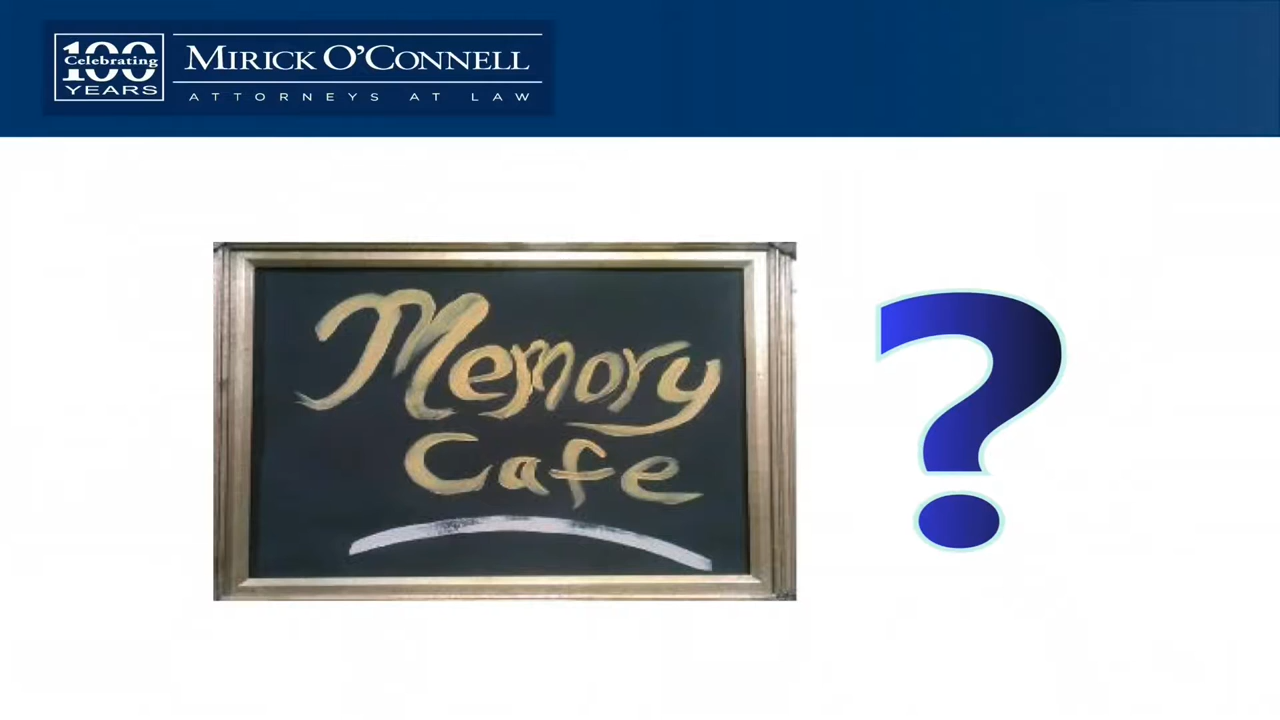 Celebrating
100
YEARS
MIRICK O'CONNELL
ATTORNEYS AT LAW
Memory
Cafe
?